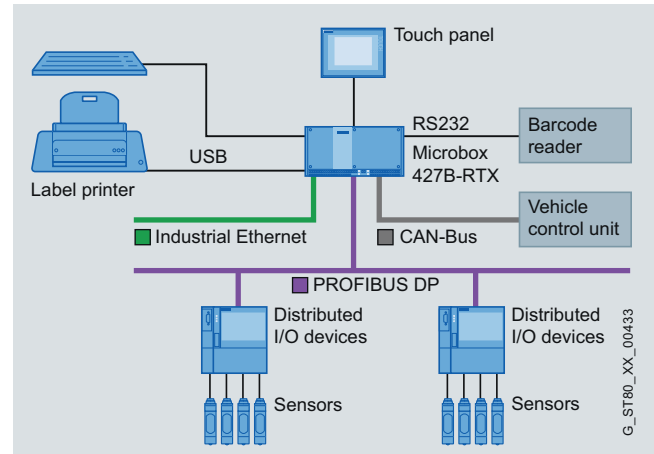 Touch panel
RS232
Barcode
reader
USB
Microbox
427B-RTX
Label printer
Vehicle
control unit
Industrial Ethernet
CAN-Bus
PROFIBUS DP
Distributed
I/O devices
Distributed
I/O devices
Sensors
Sensors
G_ST80_XX_00433